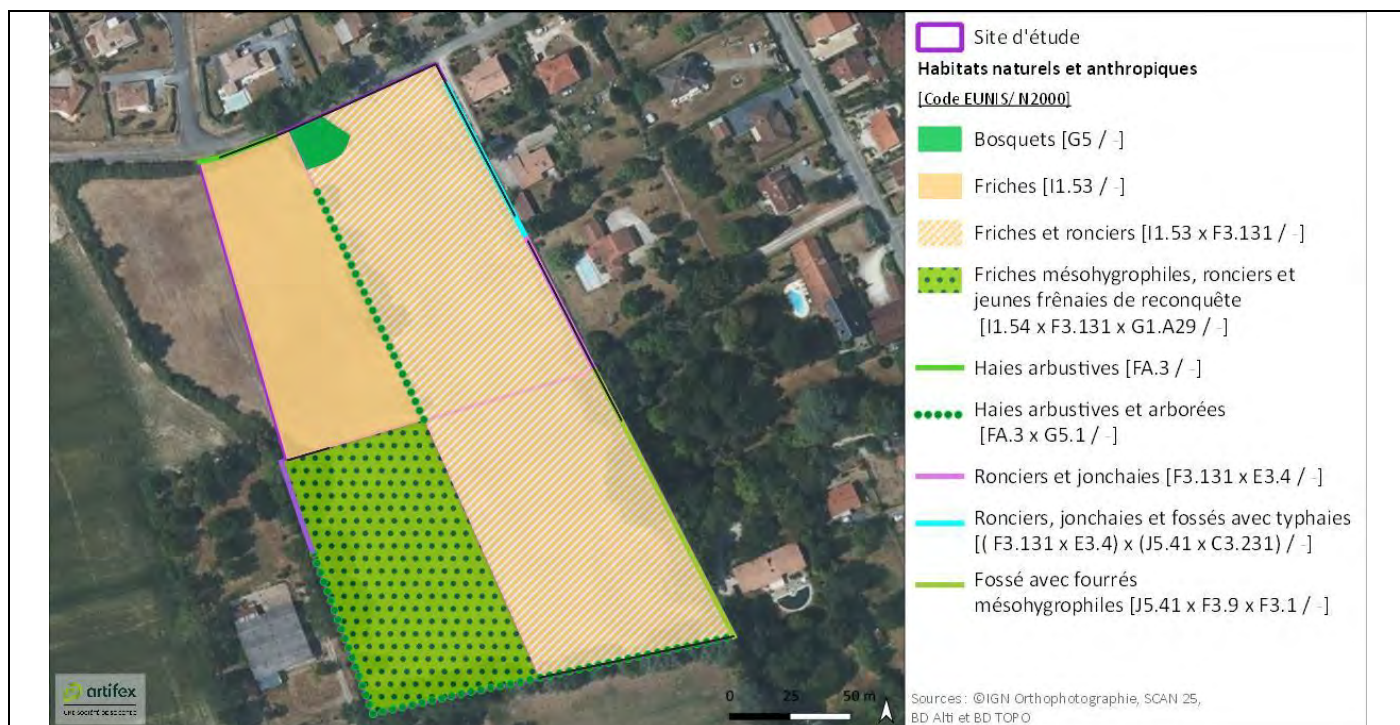 Site d'étude
Habitats naturels et anthropiques
[Code EUNIS/ N2000]
Bosquets [G5 / -]
Friches [I1.53 / -]
Friches et ronciers [I1.53 x F3.131 / -]
Friches mésohygrophiles, ronciers et
jeunes frênaies de reconquête
[I1.54 x F3.131 x G1.A29 / -]
Haies arbustives [FA.3 / -]
Haies arbustives et arborées
[FA.3 x G5.1 / -]
Ronciers et jonchaies [F3.131 x E3.4 / -]
Ronciers, jonchaies et fossés avec typhaies
[( F3.131 x E3.4) x (J5.41 x C3.231) / -]
Fossé avec fourrés
mésohygrophiles [J5.41 x F3.9 x F3.1 / -]
Sources : ©IGN Orthophotographie, SCAN 25,
BD Alti et BD TOPO
0 25 50 m
artifex